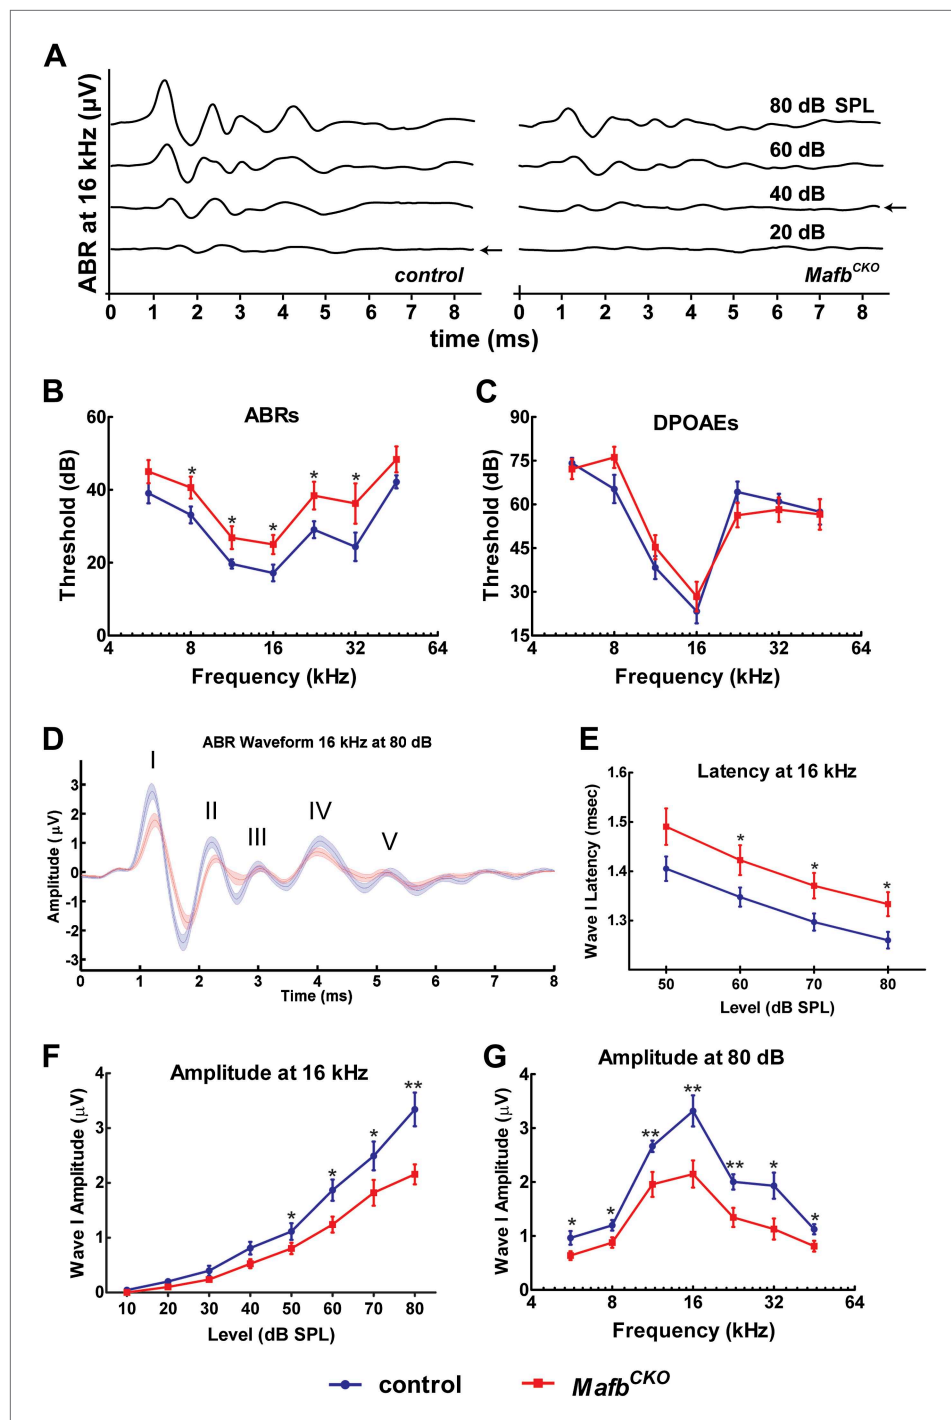 A
ABR at 16 kHz (µV)
80 dB SPL
60 dB
40 dB
20 dB
control
Mafb^CKO
0 1 2 3 4 5 6 7 8
0 1 2 3 4 5 6 7 8
time (ms)
B
ABRs
Threshold (dB)
60
40
20
0
* * * * *
4 8 16 32 64
Frequency (kHz)
C
DPOAEs
Threshold (dB)
90
75
60
45
30
15
4 8 16 32 64
Frequency (kHz)
D
ABR Waveform 16 kHz at 80 dB
I
II
III
IV
V
Amplitude (µV)
3
2
1
0
-1
-2
-3
0 1 2 3 4 5 6 7 8
Time (ms)
E
Latency at 16 kHz
Wave I Latency (msec)
1.6
1.5
1.4
1.3
* * *
50 60 70 80
Level (dB SPL)
F
Amplitude at 16 kHz
Wave I Amplitude (µV)
4
3
2
1
0
* * * **
10 20 30 40 50 60 70 80
Level (dB SPL)
G
Amplitude at 80 dB
Wave I Amplitude (µV)
4
3
2
1
0
* * ** ** ** * *
4 8 16 32 64
Frequency (kHz)
control Mafb^CKO